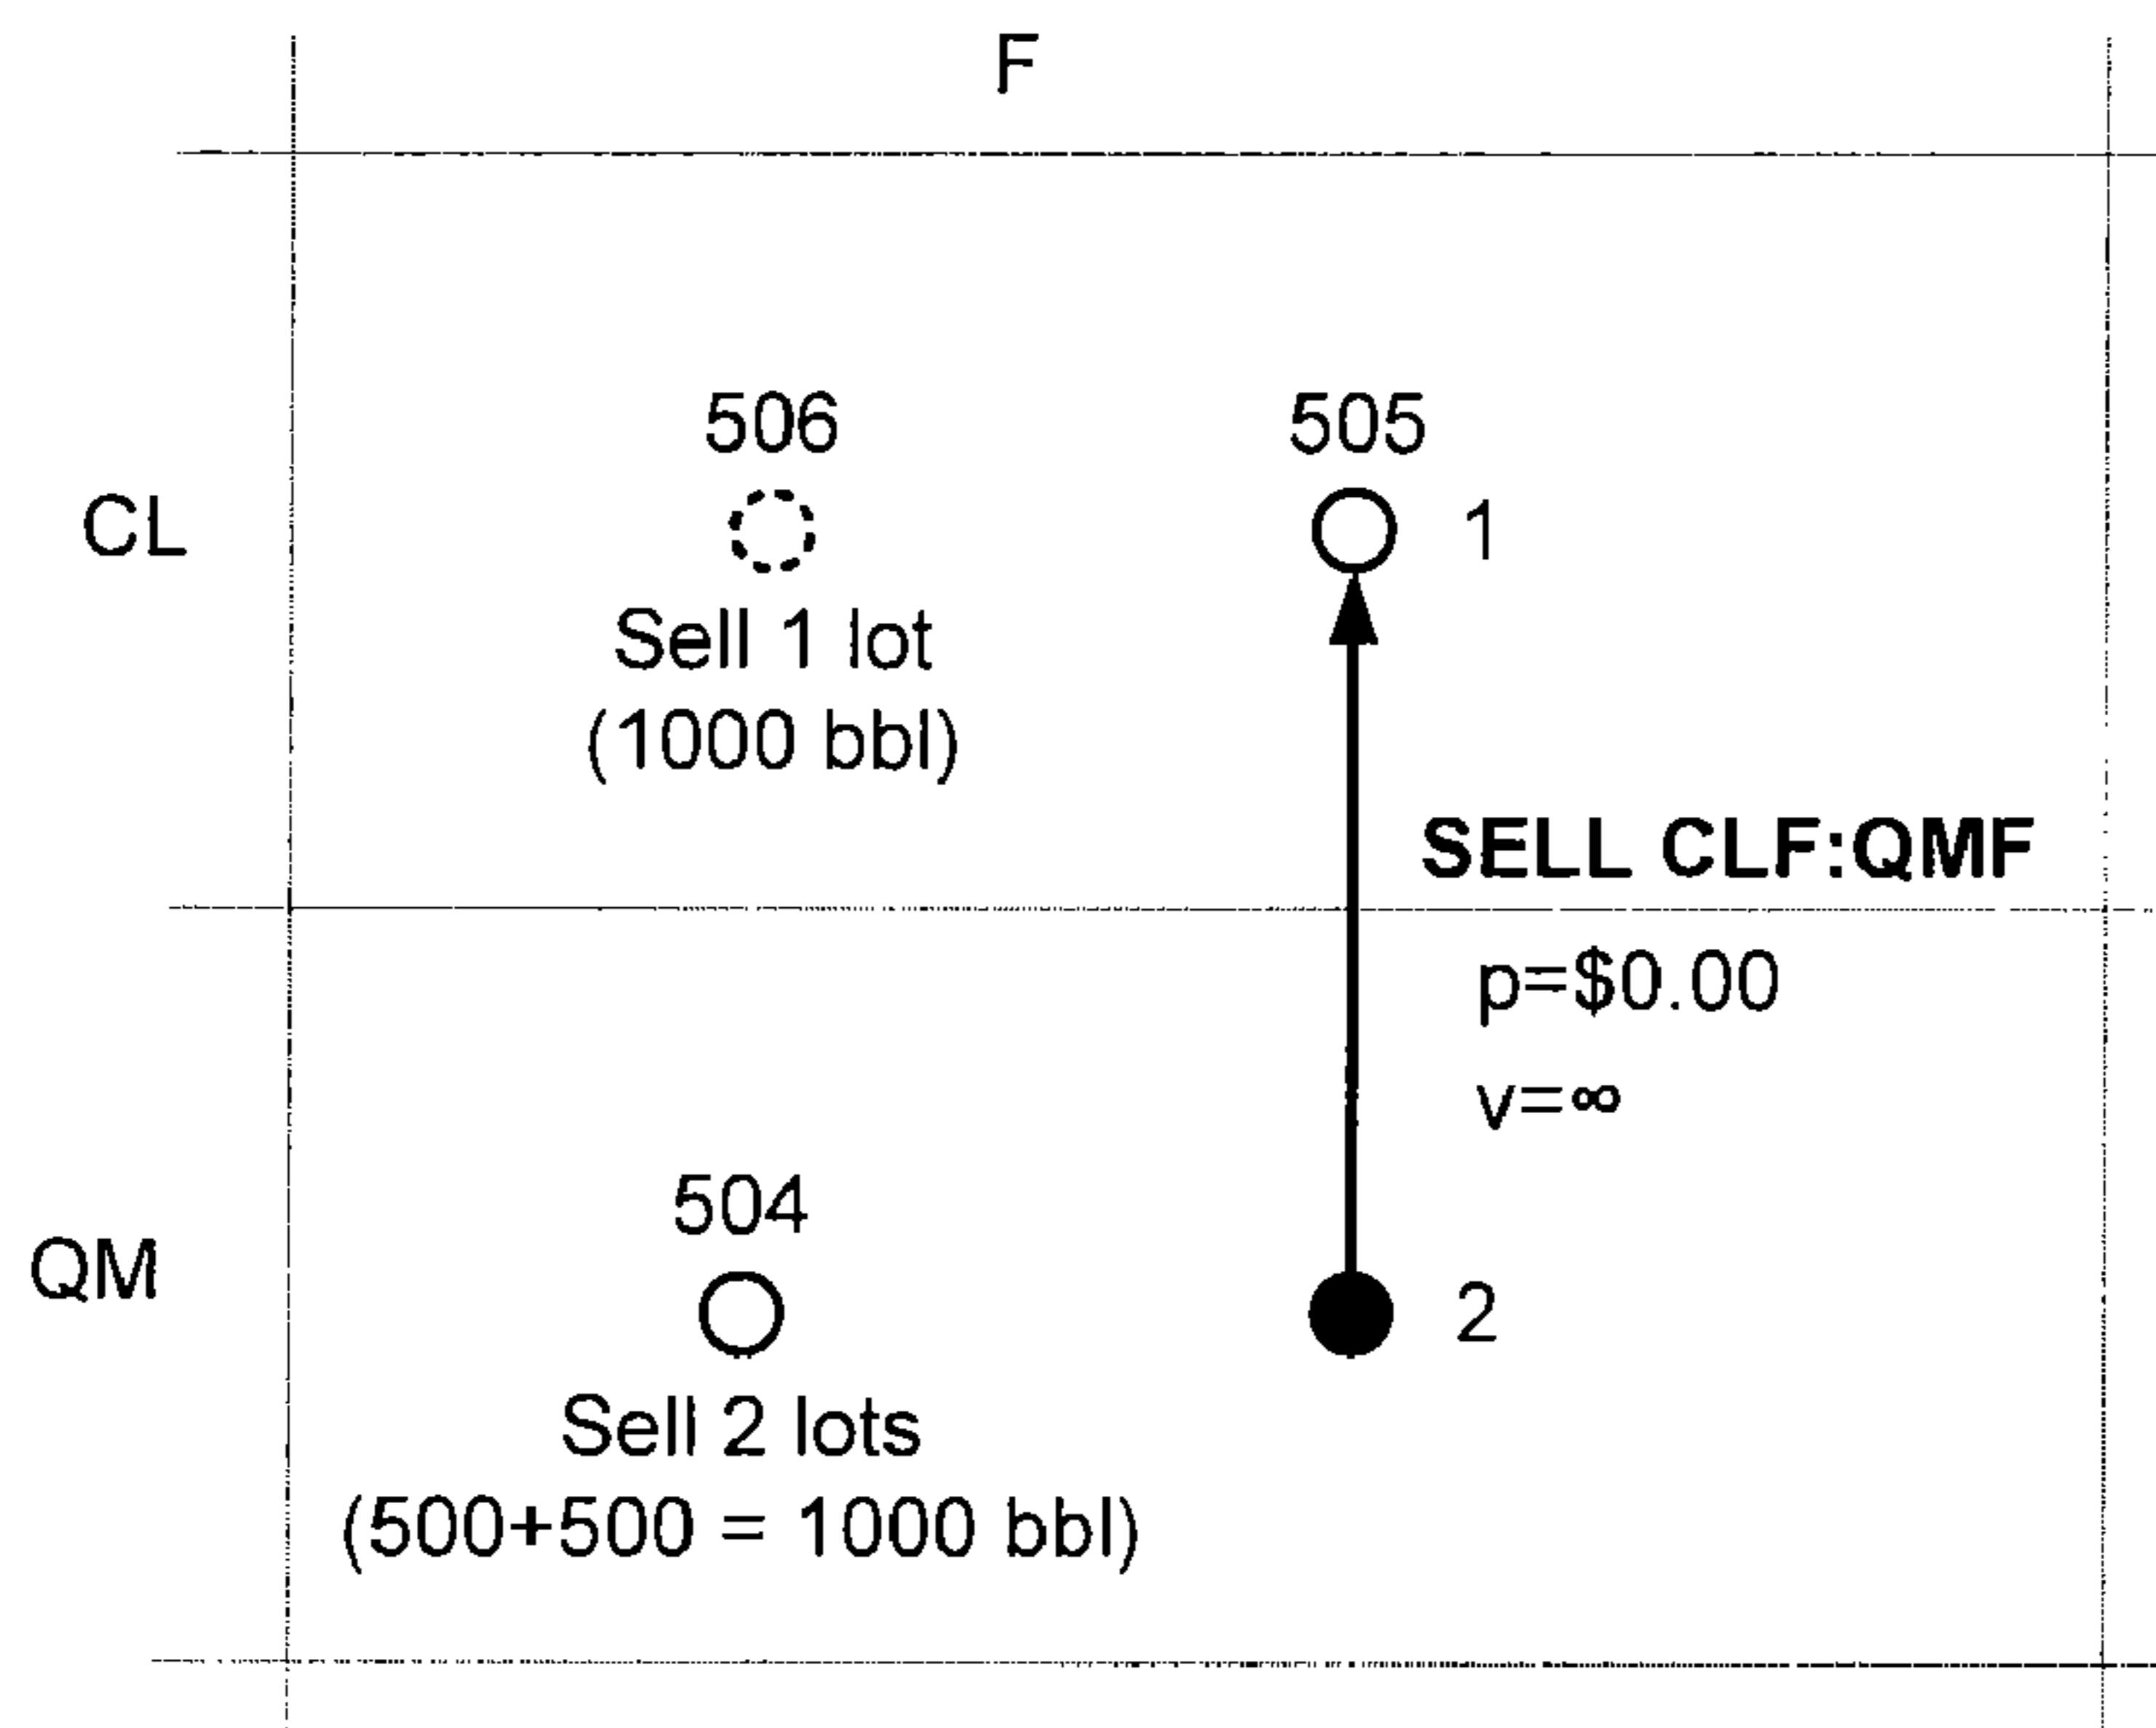 F
506
505
CL
1
Sell 1 lot
(1000 bbl)
SELL CLF:QMF
p=$0.00
v=∞
504
QM
2
Sell 2 lots
(500+500 = 1000 bbl)